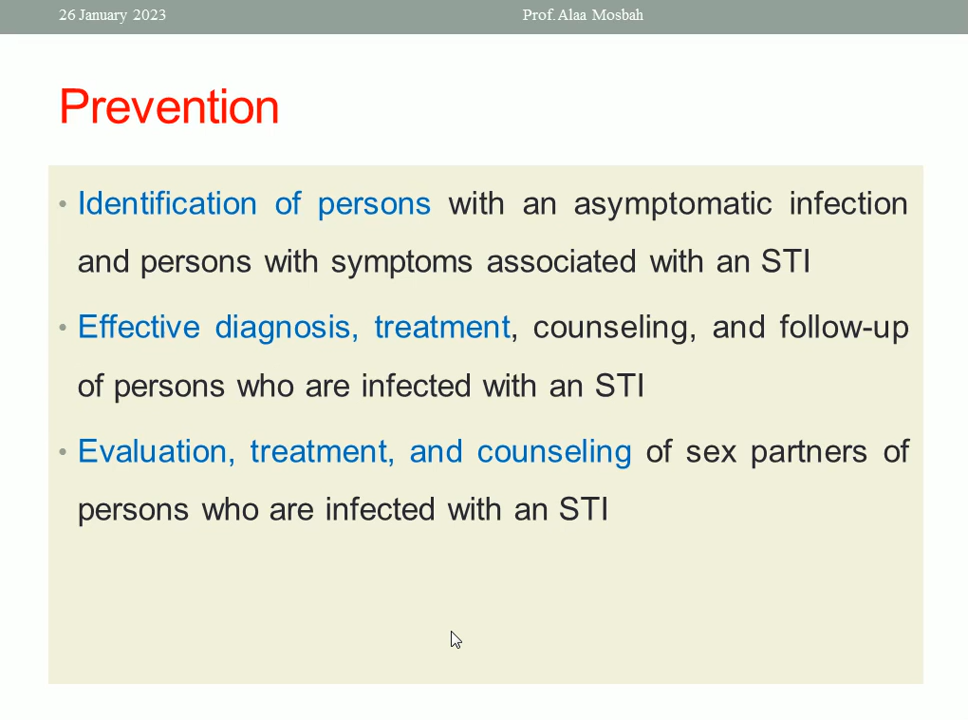 26 January 2023
Prof. Alaa Mosbah
Prevention
• Identification of persons with an asymptomatic infection
and persons with symptoms associated with an STI
• Effective diagnosis, treatment, counseling, and follow-up
of persons who are infected with an STI
• Evaluation, treatment, and counseling of sex partners of
persons who are infected with an STI